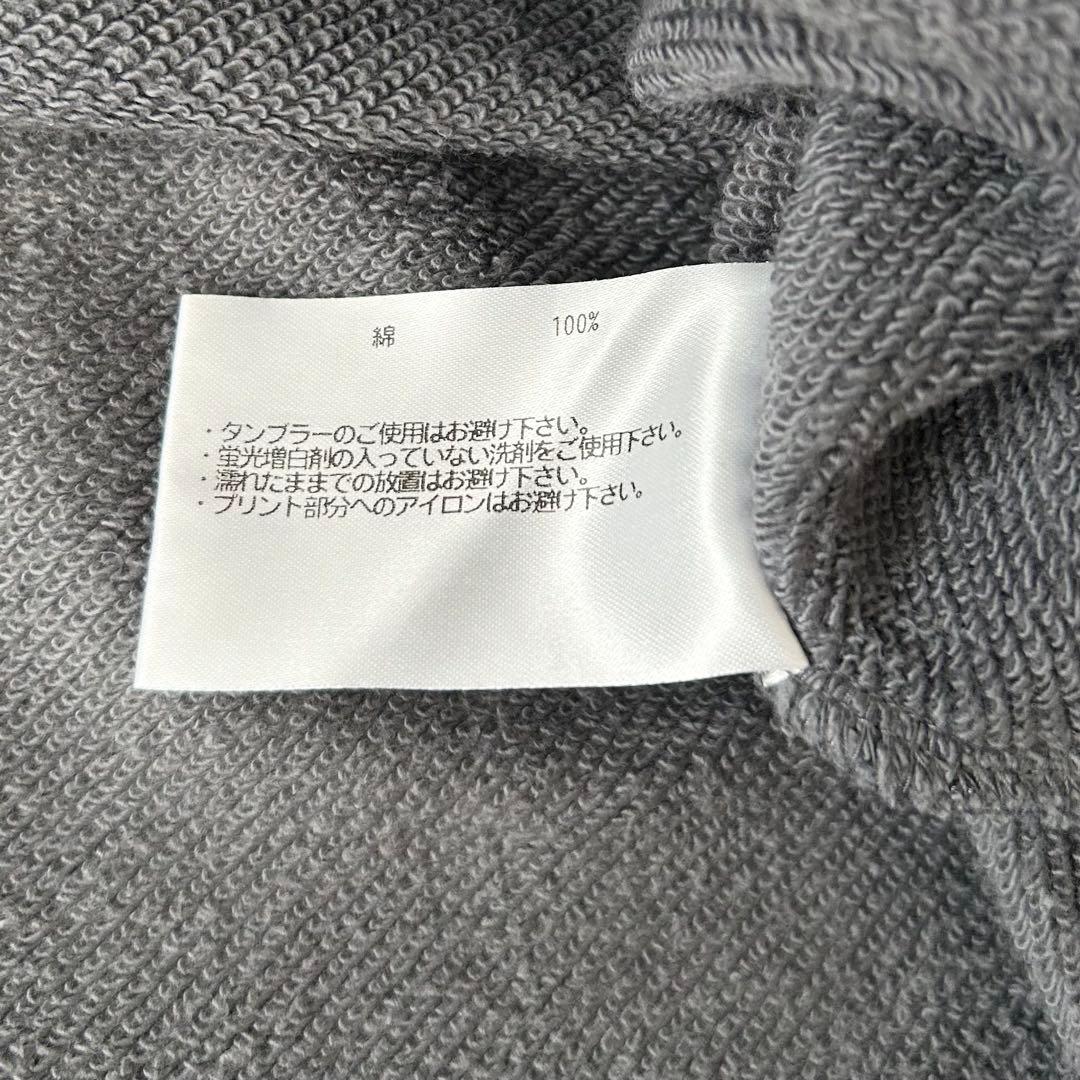 綿 100%
・タンブラーのご使用はお避け下さい。
・蛍光増白剤の入っていない洗剤をご使用下さい。
・濡れたままでの放置はお避け下さい。
・プリント部分へのアイロンはお避け下さい。